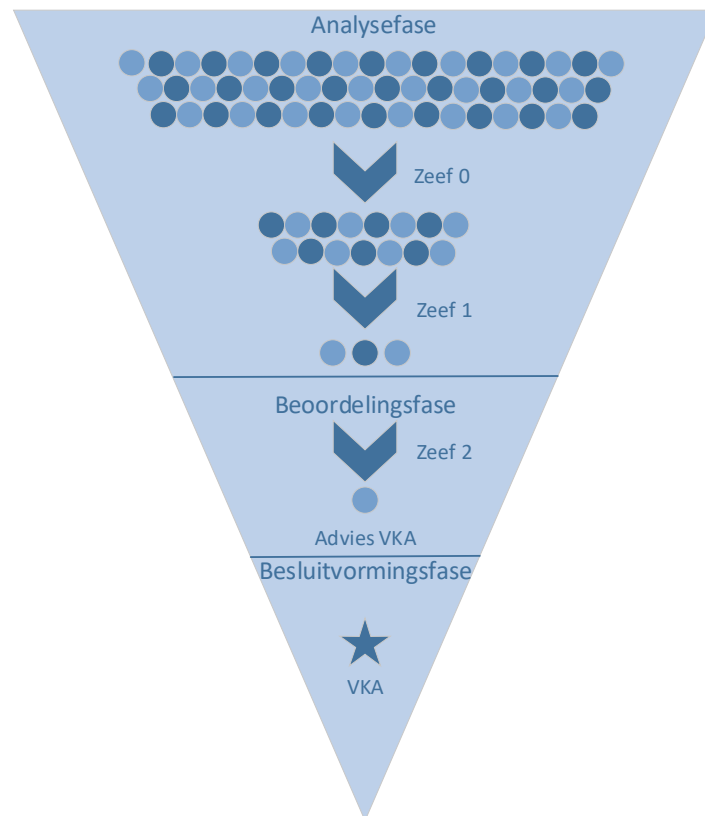 Analysefase
Zeef 0
Zeef 1
Beoordelingsfase
Zeef 2
Advies VKA
Besluitvormingsfase
VKA